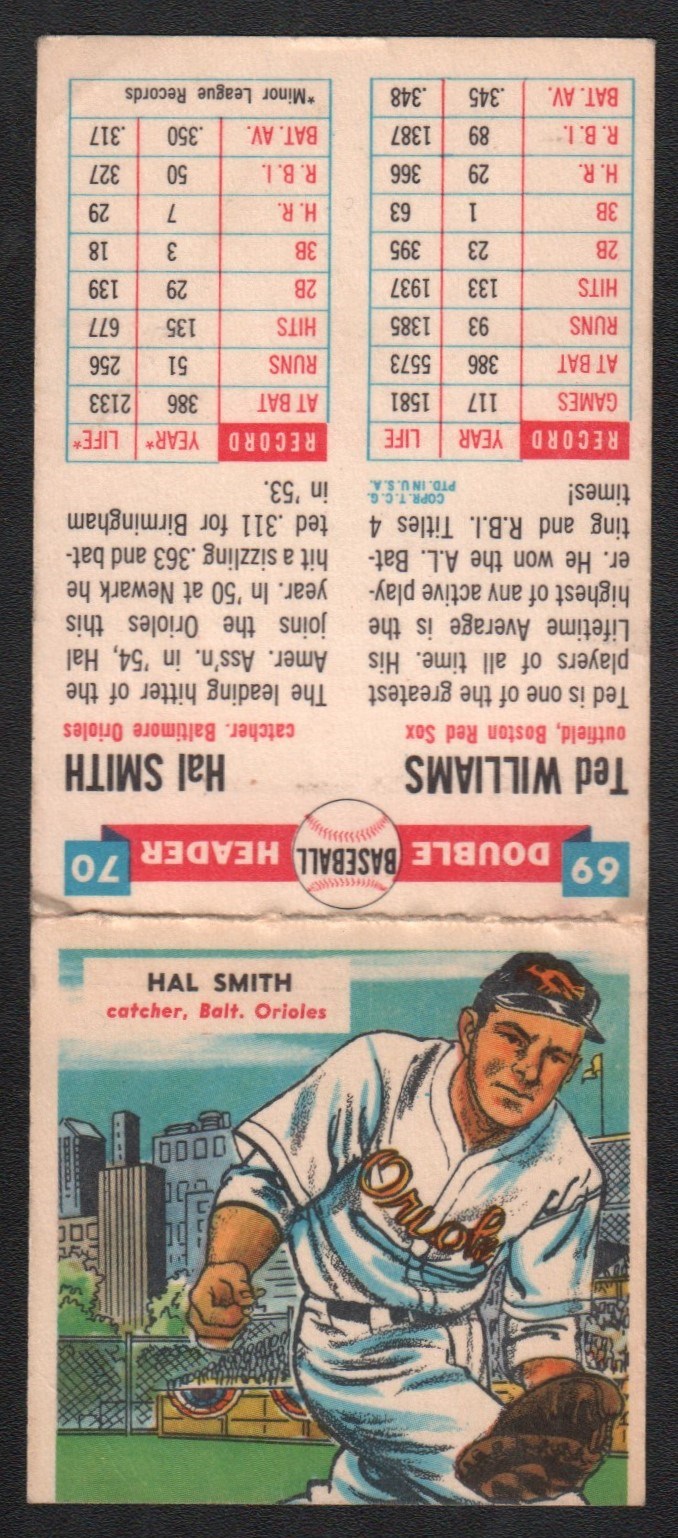 69 DOUBLE BASEBALL HEADER 70
Ted WILLIAMS
outfield, Boston Red Sox
Ted is one of the greatest
players of all time. His
Lifetime Average is the
highest of any active play-
er. He won the A.L. Bat-
ting and R.B.I. Titles 4
times!
COPR. T. C. G.
PTD. IN U. S. A.
RECORD YEAR LIFE
GAMES 117 1581
AT BAT 386 5573
RUNS 93 1385
HITS 133 1937
2B 23 395
3B 1 63
H. R. 29 366
R. B. I. 89 1387
BAT. AV. .345 .348
Hal SMITH
catcher. Baltimore Orioles
The leading hitter of the
Amer. Ass'n. in '54, Hal
joins the Orioles this
year. In '50 at Newark he
hit a sizzling .363 and bat-
ted .311 for Birmingham
in '53.
RECORD YEAR* LIFE*
AT BAT 386 2133
RUNS 51 256
HITS 135 677
2B 29 139
3B 3 18
H. R. 7 29
R. B. I. 50 327
BAT. AV. .350 .317
*Minor League Records
HAL SMITH
catcher, Balt. Orioles
Oriole